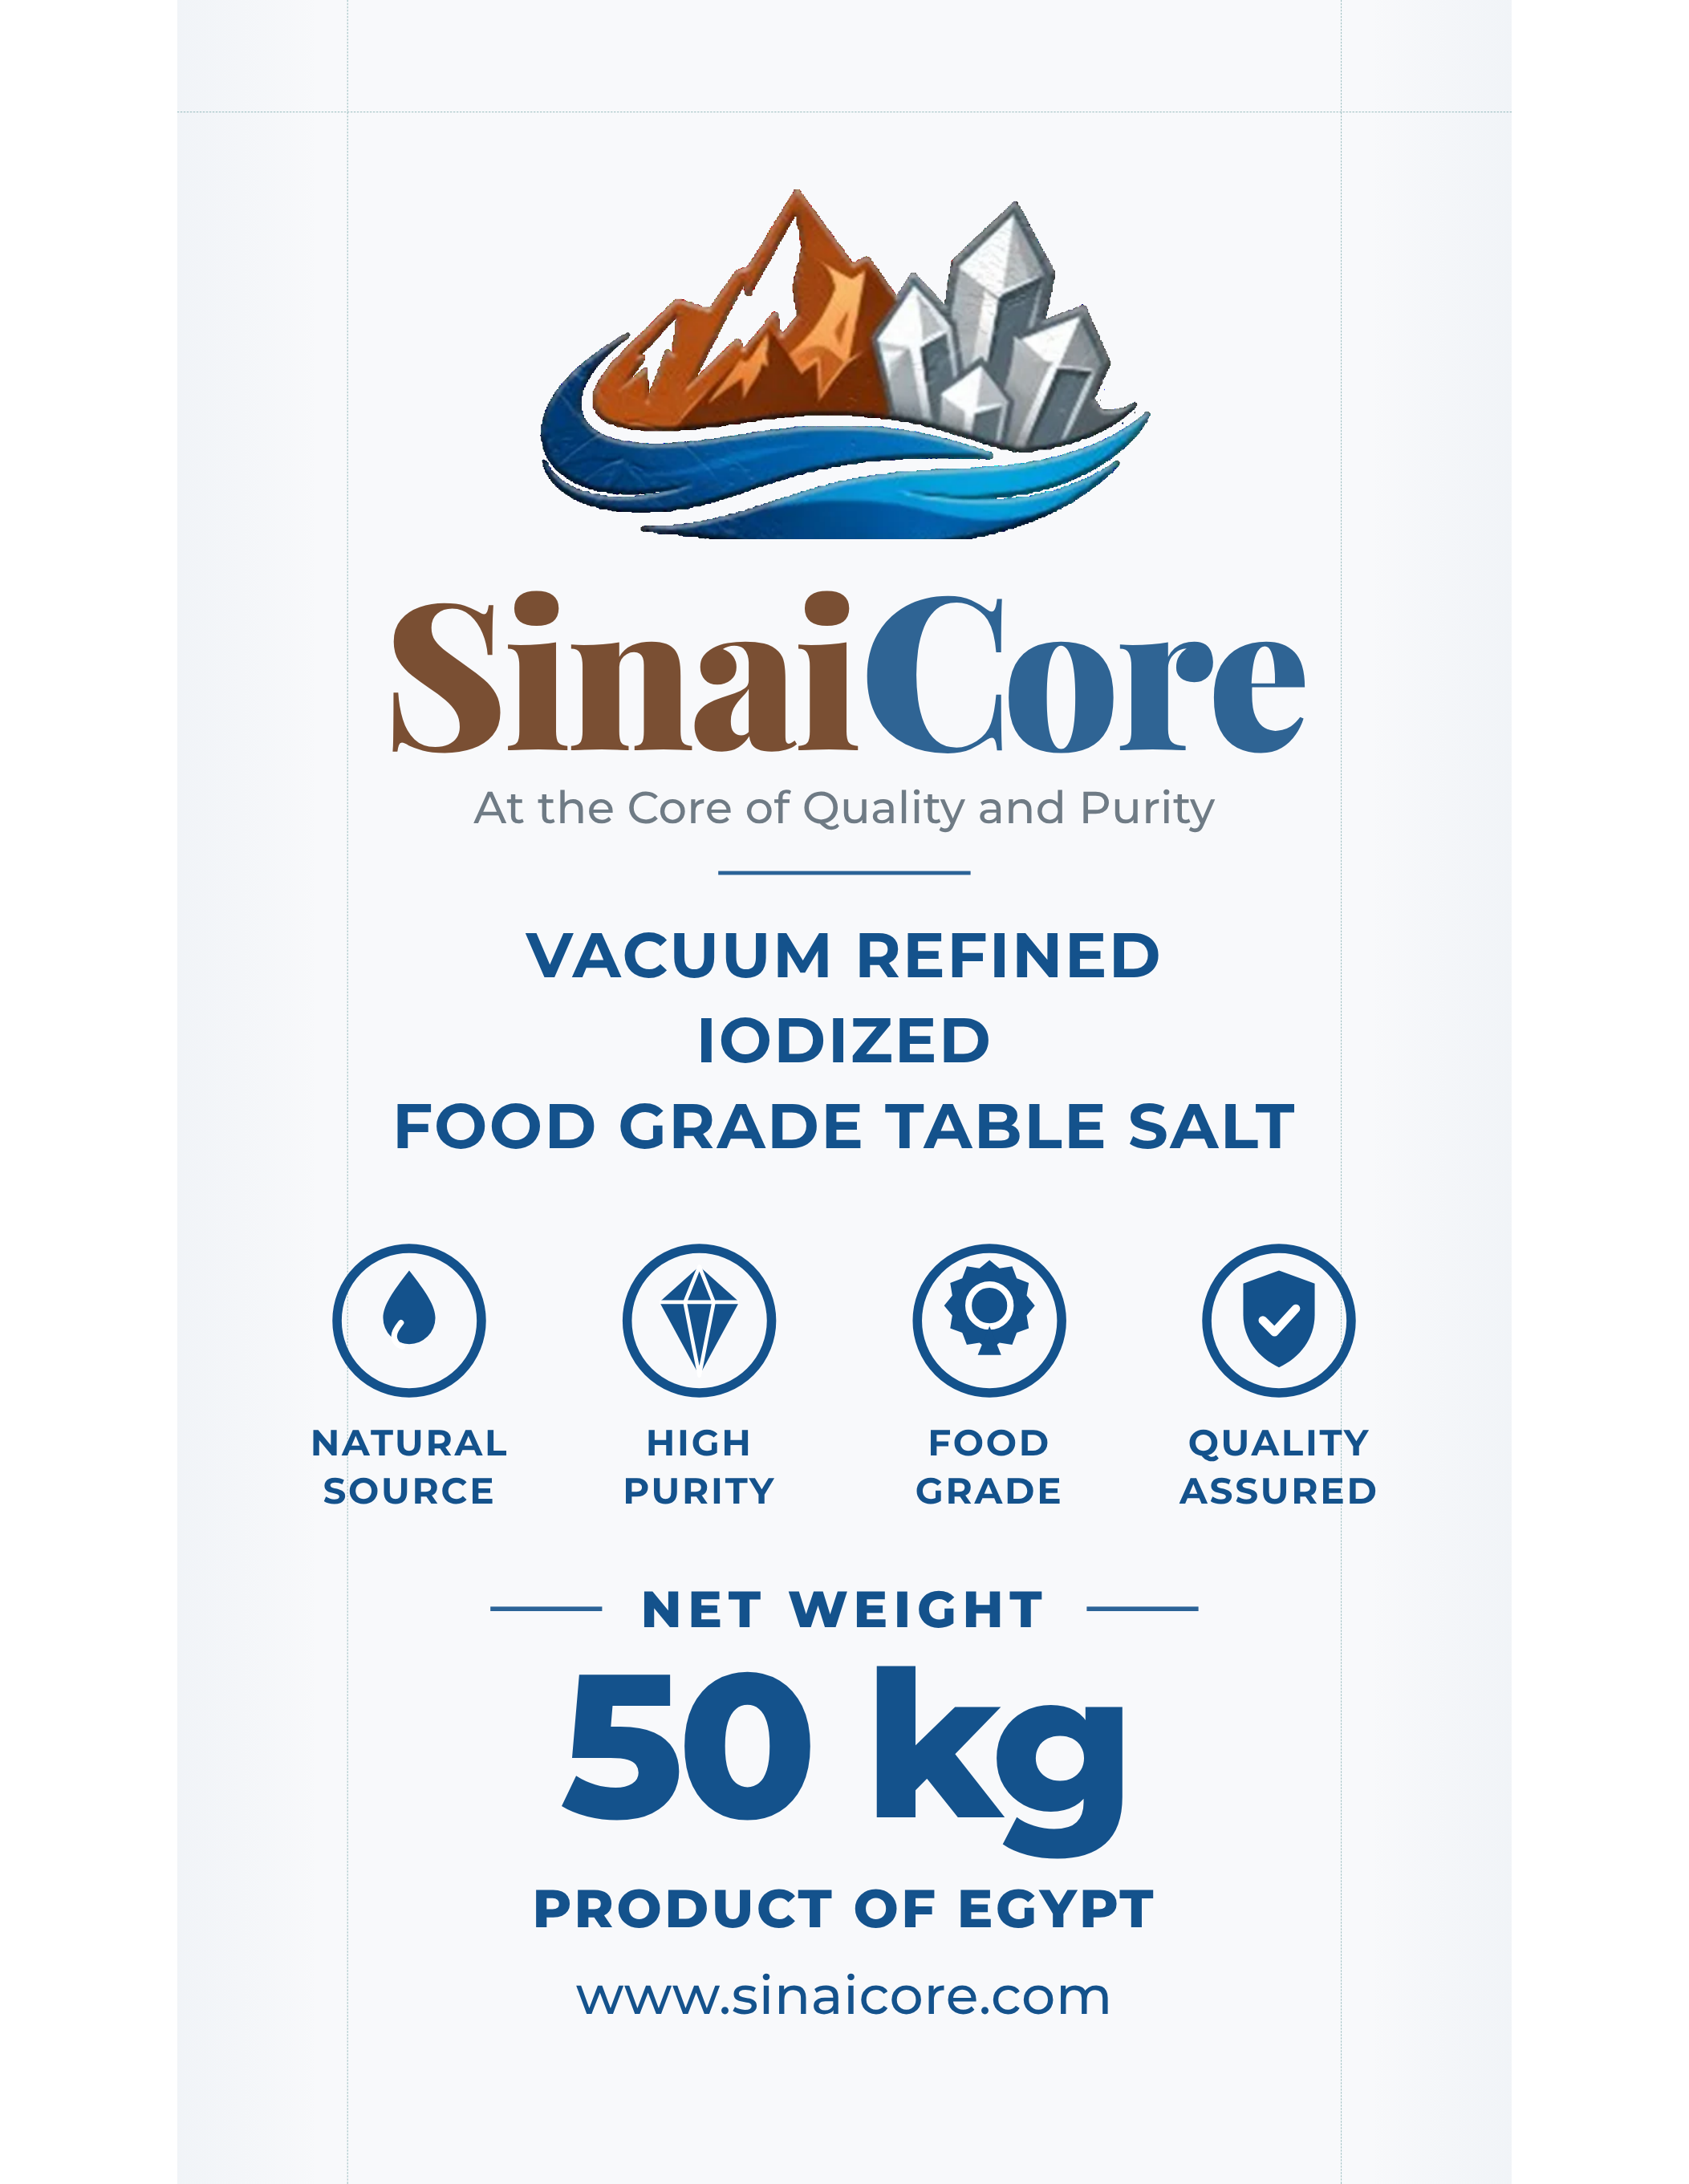 SinaiCore
At the Core of Quality and Purity
VACUUM REFINED
IODIZED
FOOD GRADE TABLE SALT
NATURAL SOURCE
HIGH PURITY
FOOD GRADE
QUALITY ASSURED
NET WEIGHT
50 kg
PRODUCT OF EGYPT
www.sinaicore.com